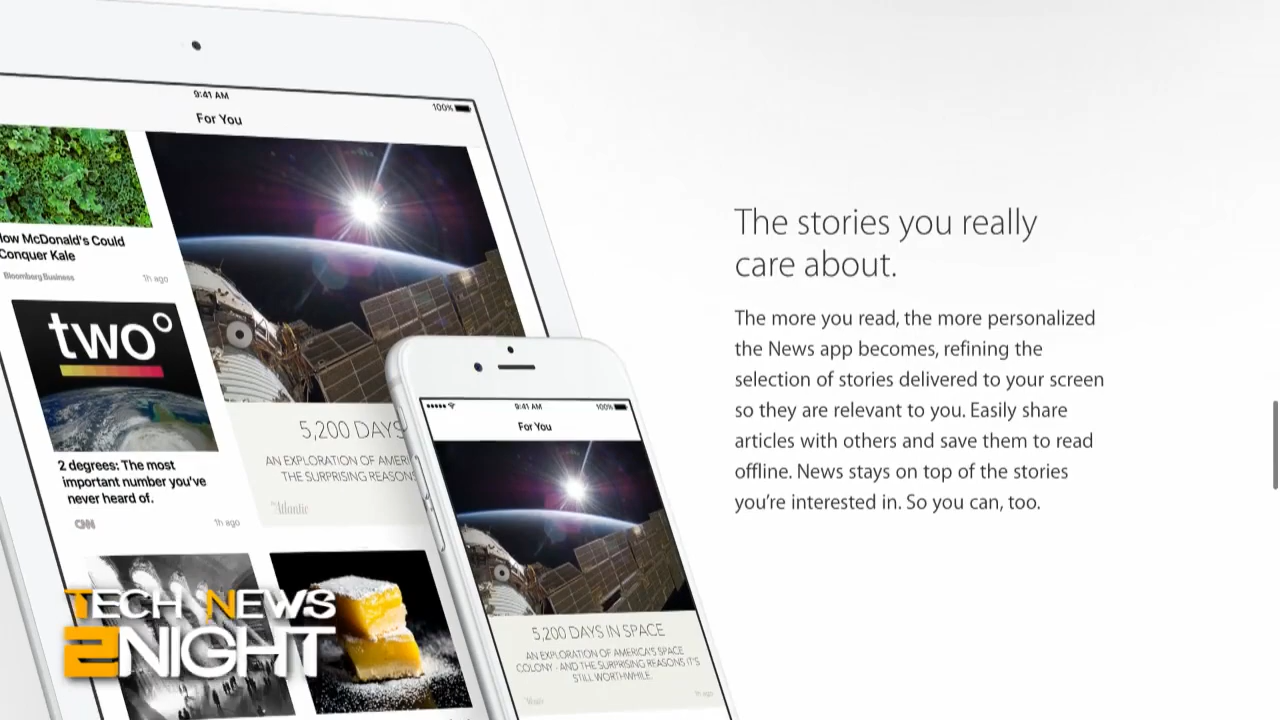 9:41 AM
100%
For You
How McDonald's Could
Conquer Kale
Bloomberg Business
1h ago
two°
2 degrees: The most
important number you've
never heard of.
CNN
1h ago
5,200 DAYS
AN EXPLORATION OF
THE SURPRISING REASONS
The Atlantic
9:41 AM
100%
For You
5,200 DAYS IN SPACE
AN EXPLORATION OF AMERICA'S SPACE
COLONY - AND THE SURPRISING REASONS IT'S
STILL WORTHWHILE.
1h ago
The stories you really
care about.
The more you read, the more personalized
the News app becomes, refining the
selection of stories delivered to your screen
so they are relevant to you. Easily share
articles with others and save them to read
offline. News stays on top of the stories
you're interested in. So you can, too.
TECH NEWS
2NIGHT